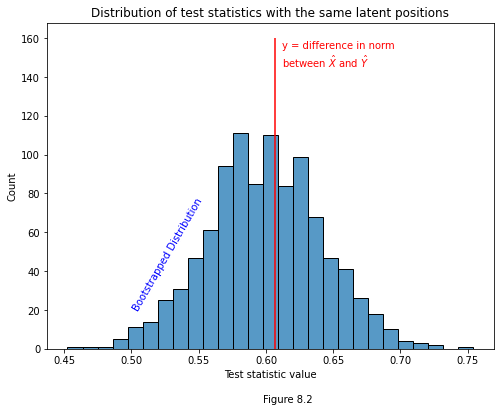 Distribution of test statistics with the same latent positions
160
140
120
100
80
60
40
20
0
Count
y = difference in norm
between X̂ and Ŷ
Bootstrapped Distribution
0.45 0.50 0.55 0.60 0.65 0.70 0.75
Test statistic value
Figure 8.2